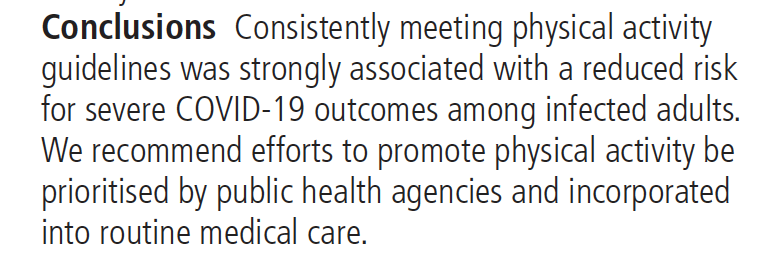 Conclusions Consistently meeting physical activity
guidelines was strongly associated with a reduced risk
for severe COVID-19 outcomes among infected adults.
We recommend efforts to promote physical activity be
prioritised by public health agencies and incorporated
into routine medical care.